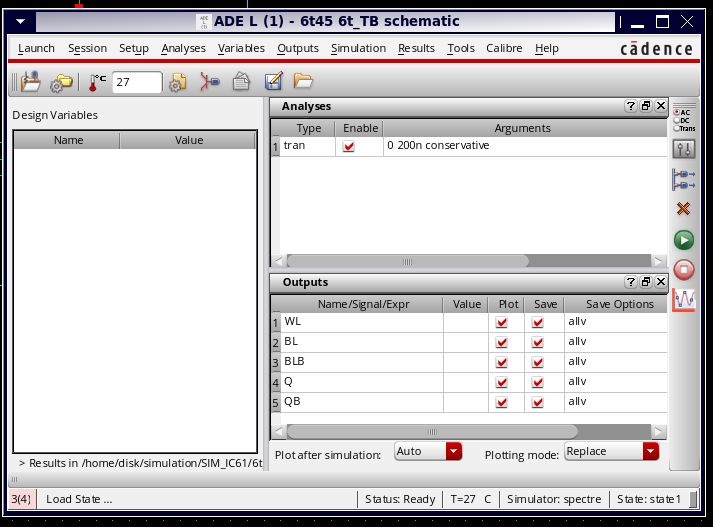 ADE L (1) - 6t45 6t_TB schematic
Launch Session Setup Analyses Variables Outputs Simulation Results Tools Calibre Help cādence
°C 27
Design Variables
Name Value
Analyses
Type Enable Arguments
1 tran 0 200n conservative
AC
DC
Trans
Outputs
Name/Signal/Expr Value Plot Save Save Options
1 WL allv
2 BL allv
3 BLB allv
4 Q allv
5 QB allv
> Results in /home/disk/simulation/SIM_IC61/6t
Plot after simulation: Auto Plotting mode: Replace
3(4) Load State ... Status: Ready T=27 C Simulator: spectre State: state1